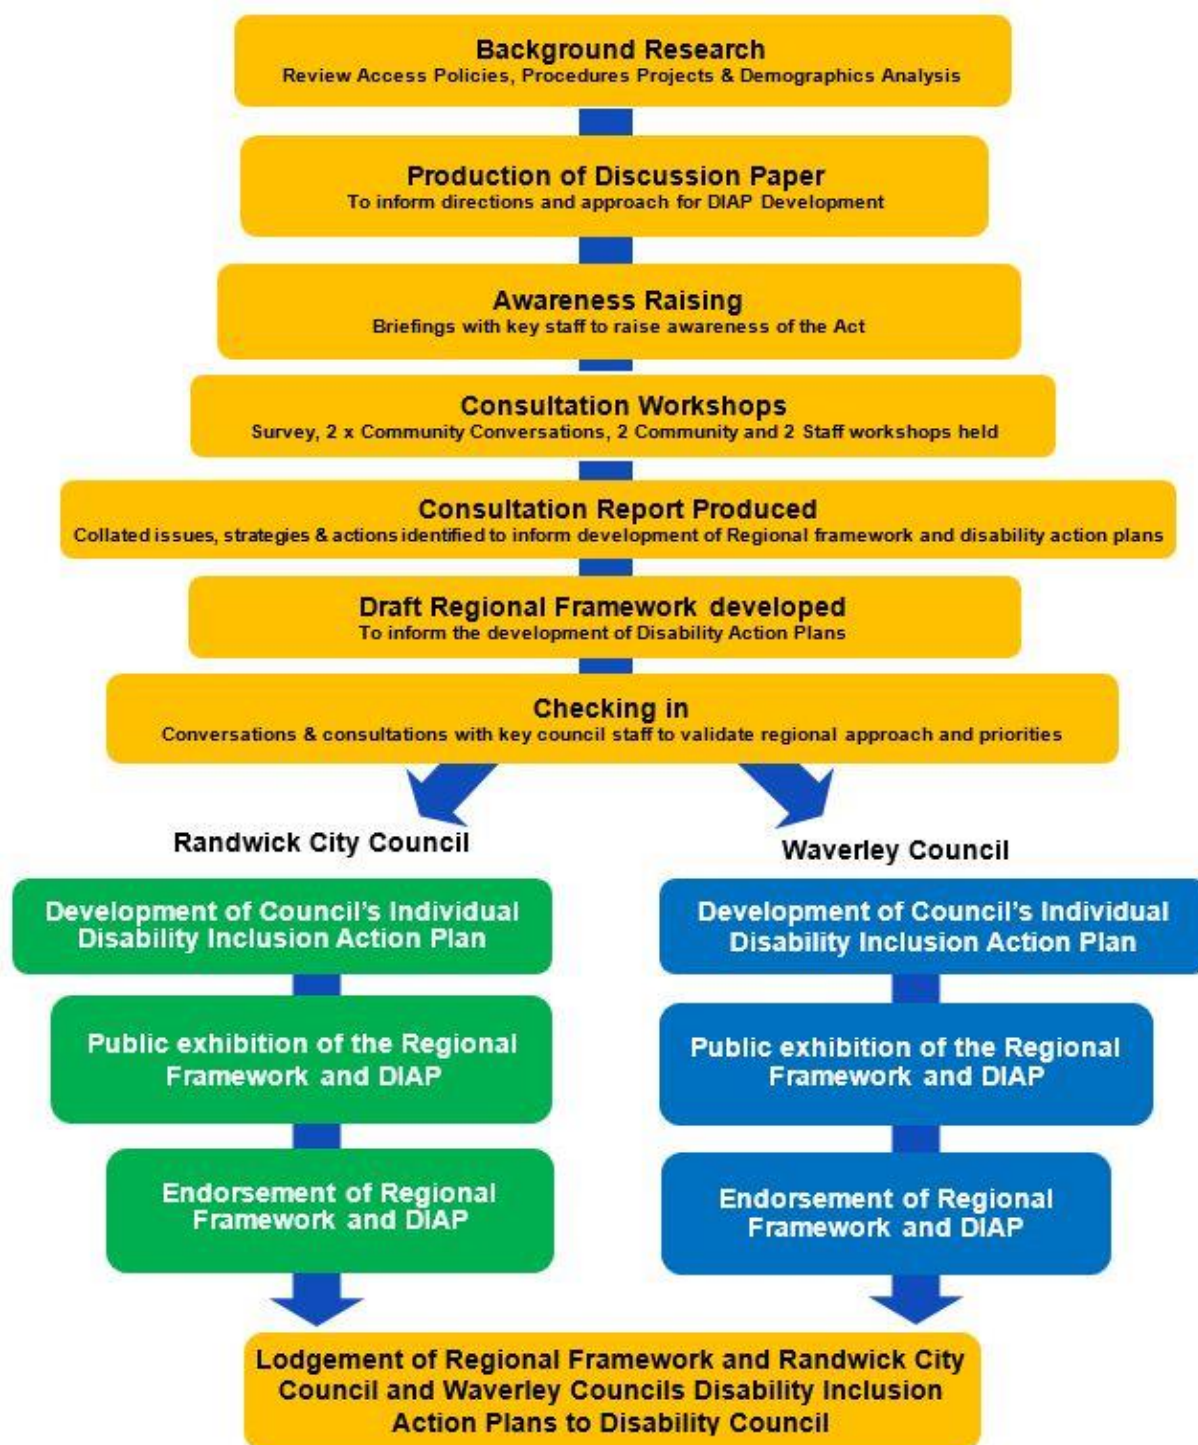 Background Research
Review Access Policies, Procedures Projects & Demographics Analysis
Production of Discussion Paper
To inform directions and approach for DIAP Development
Awareness Raising
Briefings with key staff to raise awareness of the Act
Consultation Workshops
Survey, 2 x Community Conversations, 2 Community and 2 Staff workshops held
Consultation Report Produced
Collated issues, strategies & actions identified to inform development of Regional framework and disability action plans
Draft Regional Framework developed
To inform the development of Disability Action Plans
Checking in
Conversations & consultations with key council staff to validate regional approach and priorities
Randwick City Council
Development of Council's Individual
Disability Inclusion Action Plan
Public exhibition of the Regional
Framework and DIAP
Endorsement of Regional
Framework and DIAP
Waverley Council
Development of Council's Individual
Disability Inclusion Action Plan
Public exhibition of the Regional
Framework and DIAP
Endorsement of Regional
Framework and DIAP
Lodgement of Regional Framework and Randwick City
Council and Waverley Councils Disability Inclusion
Action Plans to Disability Council